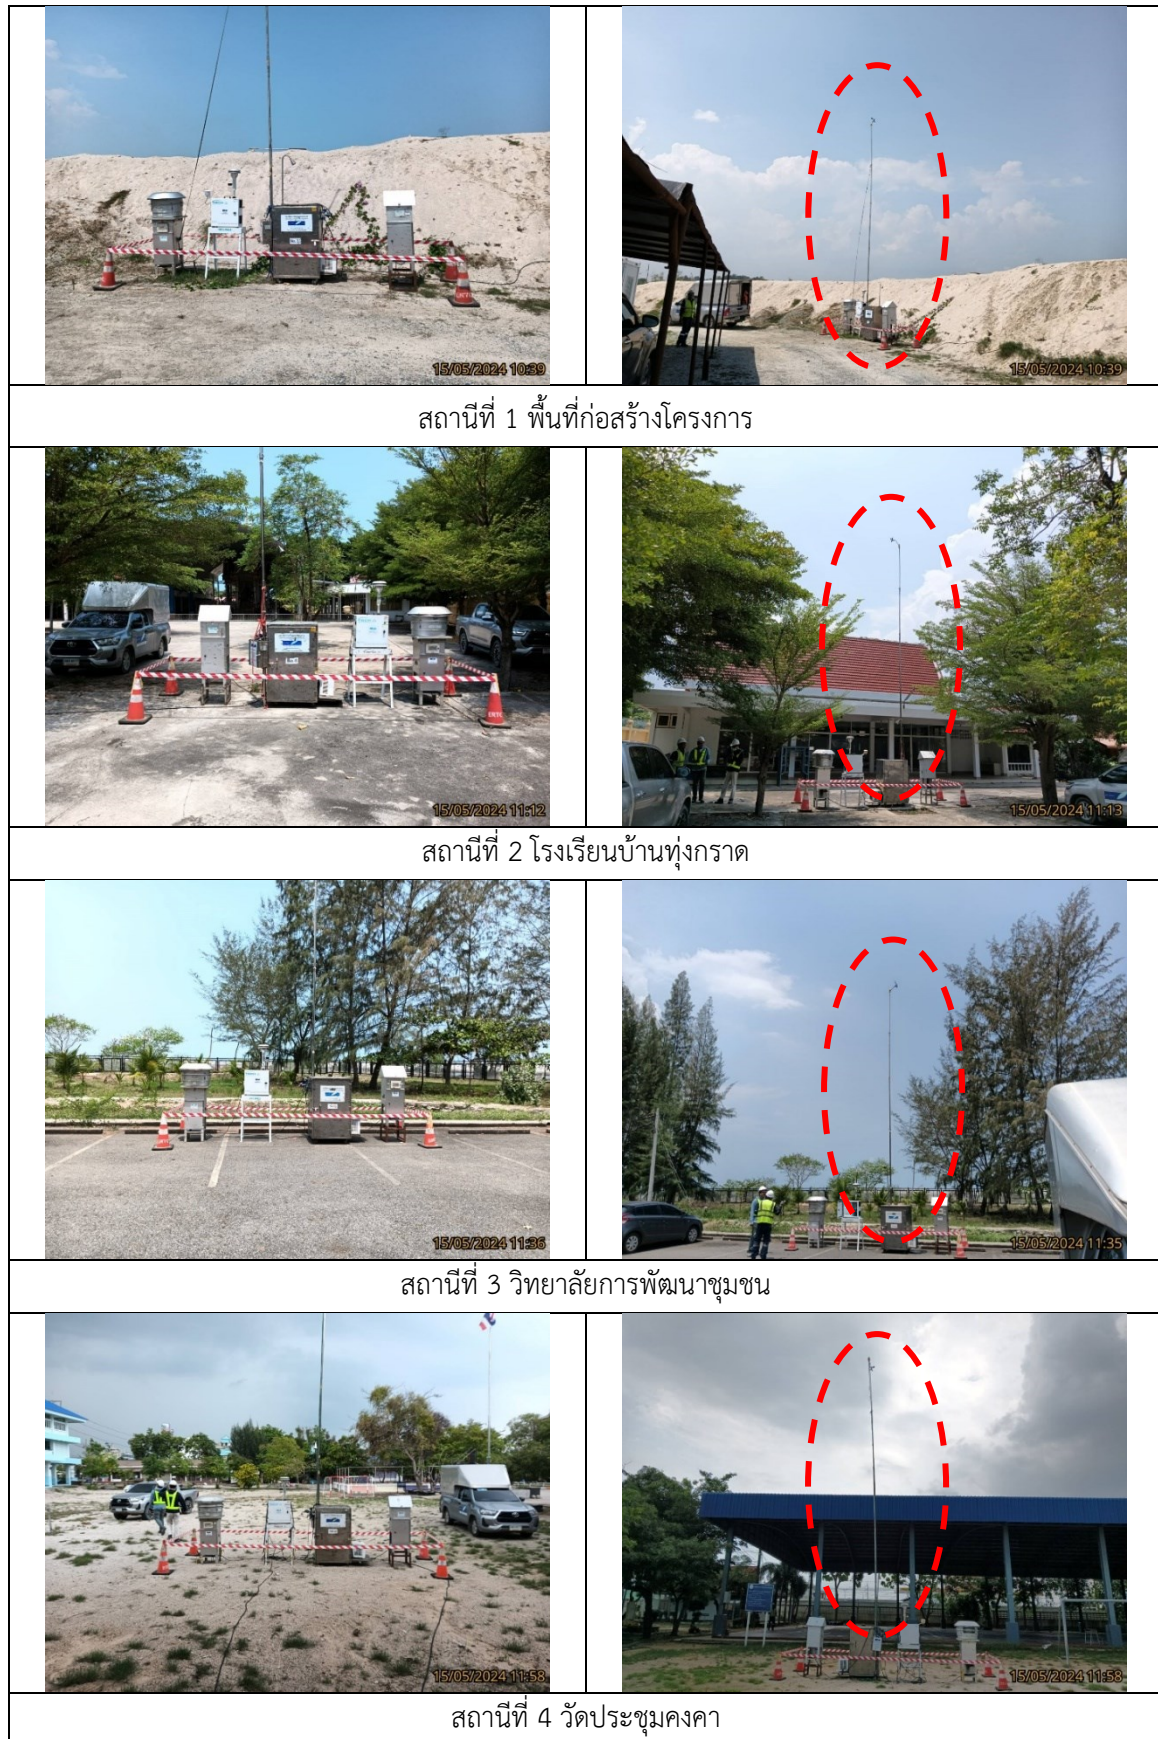 15/05/2024 10:39
15/05/2024 10:39
สถานีที่ 1 พื้นที่ก่อสร้างโครงการ
15/05/2024 11:12
15/05/2024 11:13
สถานีที่ 2 โรงเรียนบ้านทุ่งกราด
15/05/2024 11:36
15/05/2024 11:35
สถานีที่ 3 วิทยาลัยการพัฒนาชุมชน
15/05/2024 11:58
15/05/2024 11:58
สถานีที่ 4 วัดประชุมคงคา